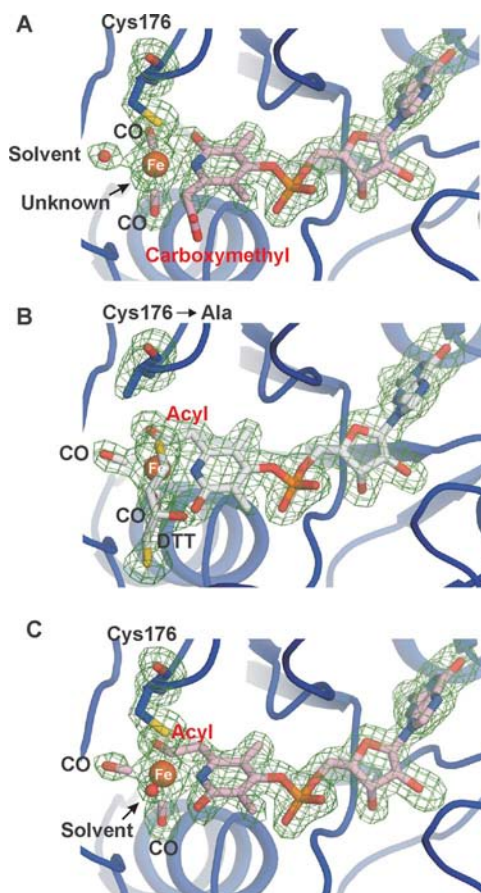 A
Cys176
CO
Solvent
Fe
Unknown
CO
Carboxymethyl
B
Cys176 → Ala
Acyl
CO
Fe
CO
DTT
C
Cys176
Acyl
CO
Fe
Solvent
CO